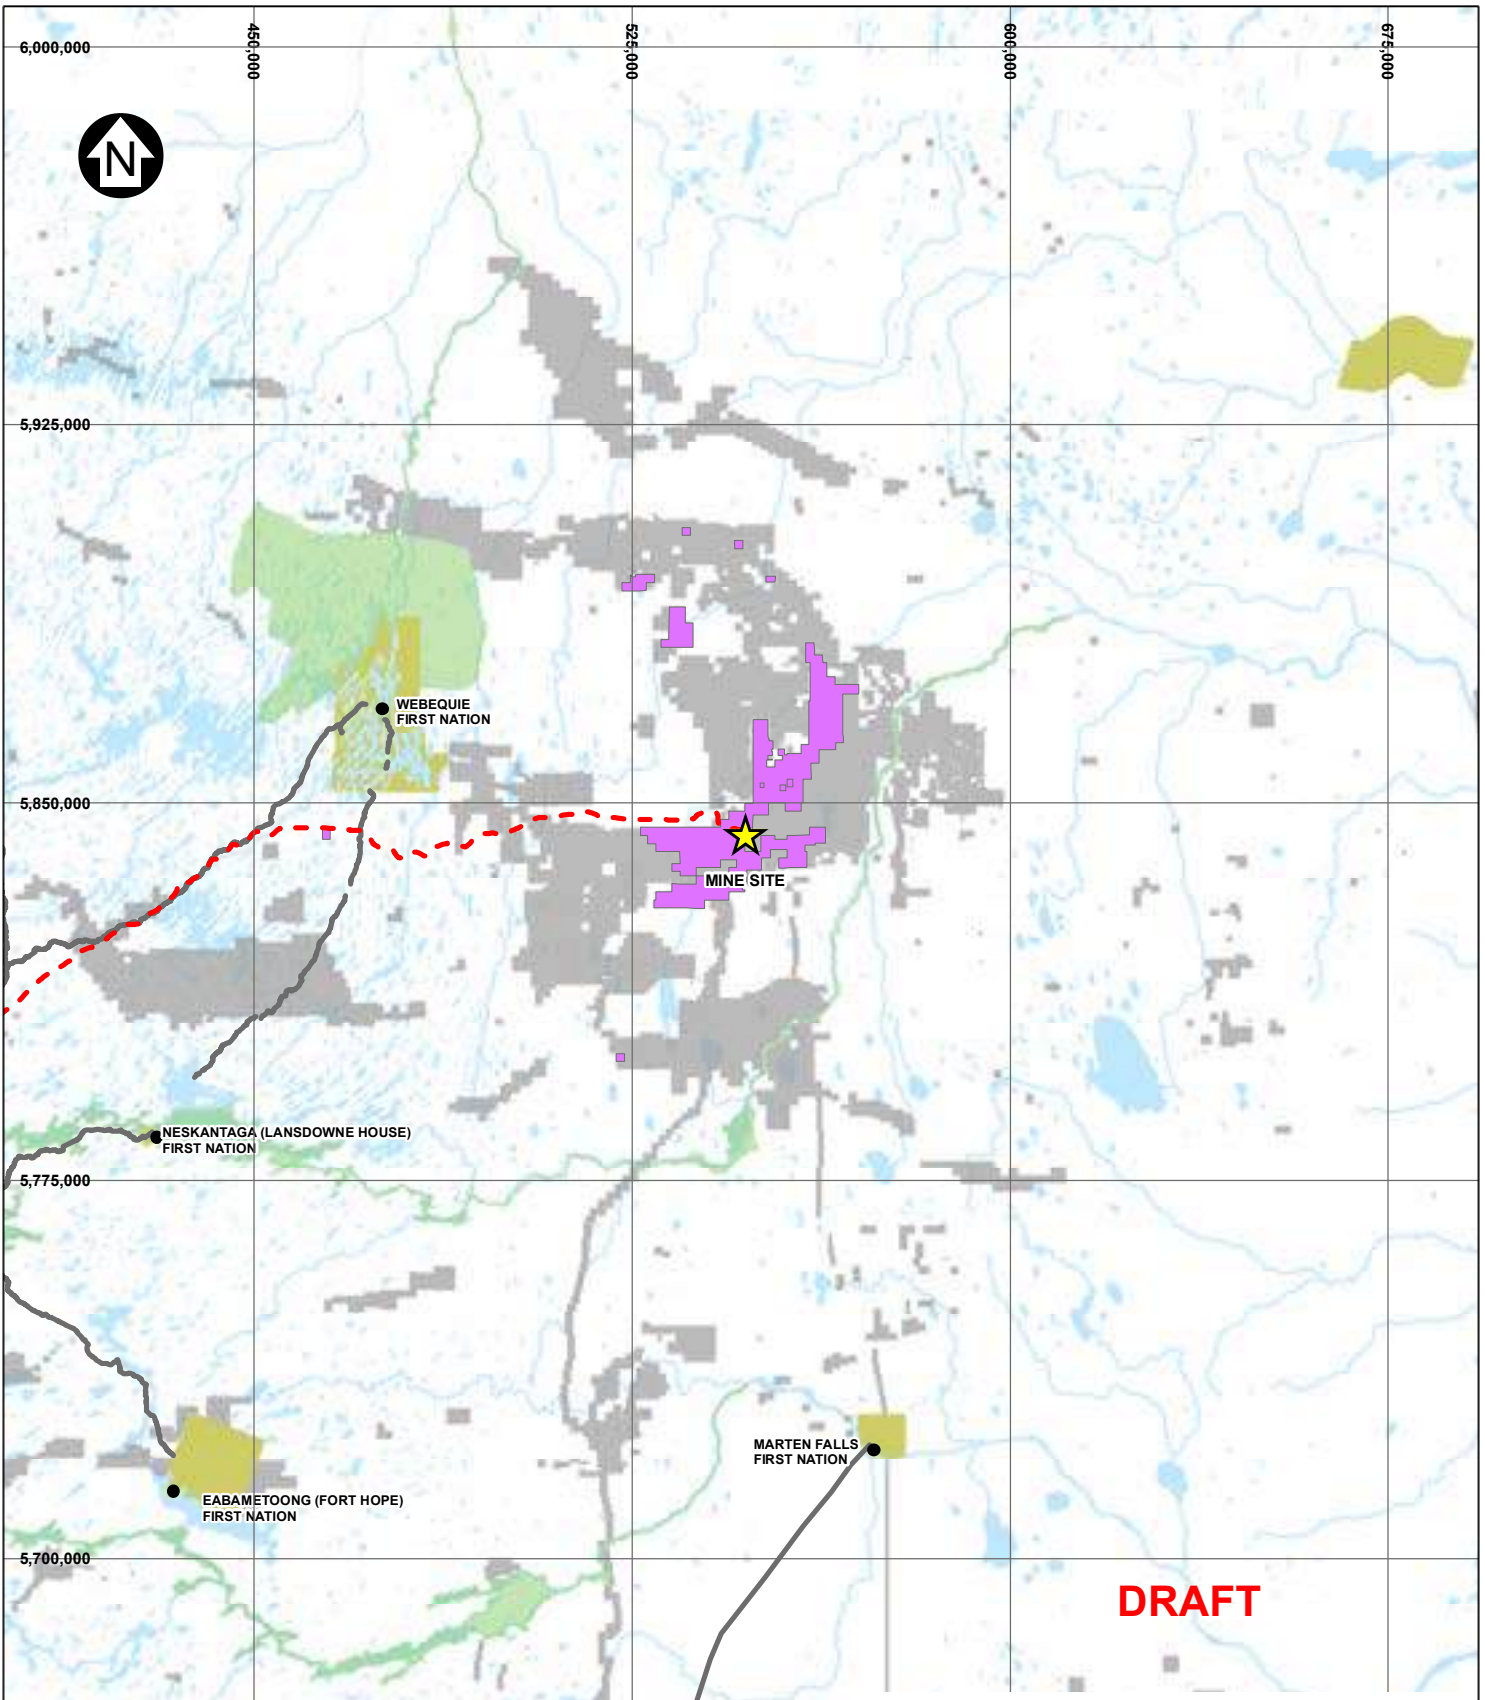 450,000
525,000
600,000
675,000
6,000,000
N
5,925,000
WEBEQUIE
FIRST NATION
5,850,000
MINE SITE
NESKANTAGA (LANSDOWNE HOUSE)
FIRST NATION
5,775,000
MARTEN FALLS
FIRST NATION
EABAMETOONG (FORT HOPE)
FIRST NATION
5,700,000
DRAFT